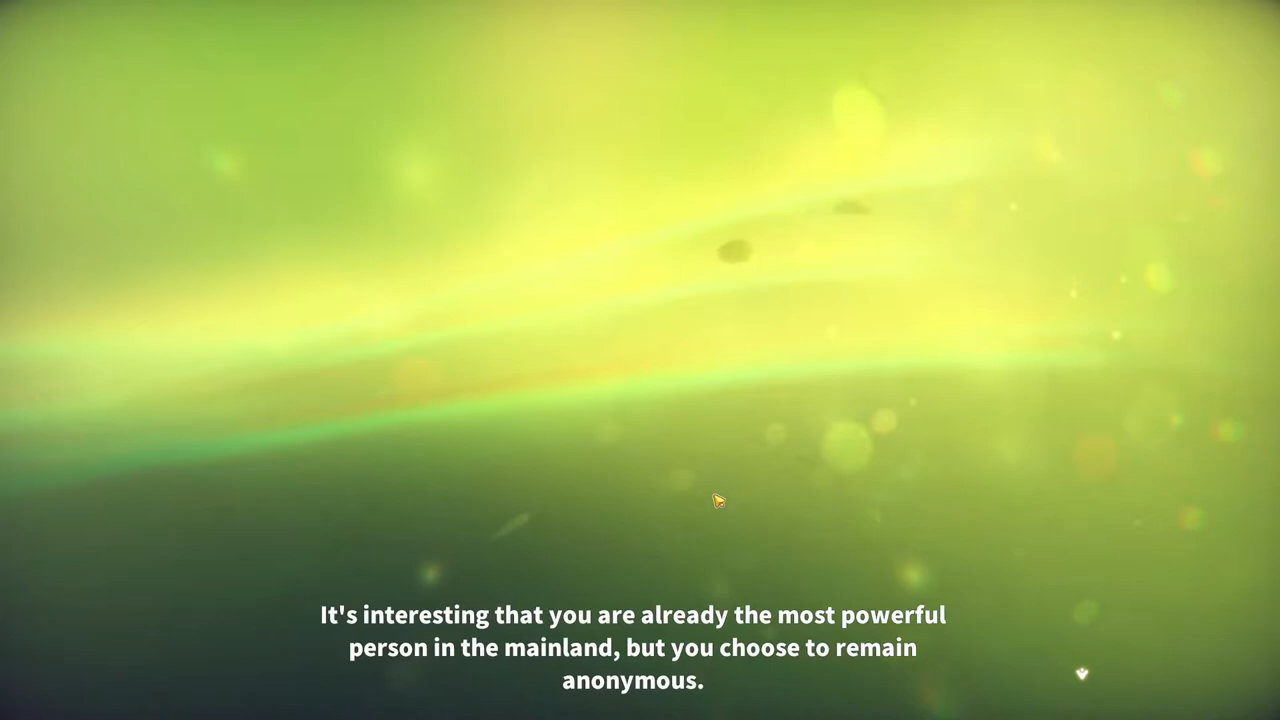 It's interesting that you are already the most powerful
person in the mainland, but you choose to remain
anonymous.